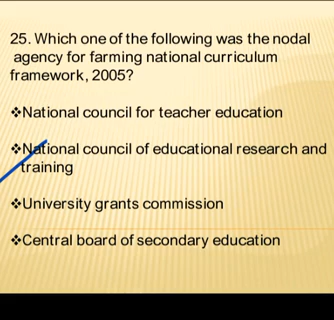 25. Which one of the following was the nodal
agency for farming national curriculum
framework, 2005?
❖National council for teacher education
❖National council of educational research and
training
❖University grants commission
❖Central board of secondary education